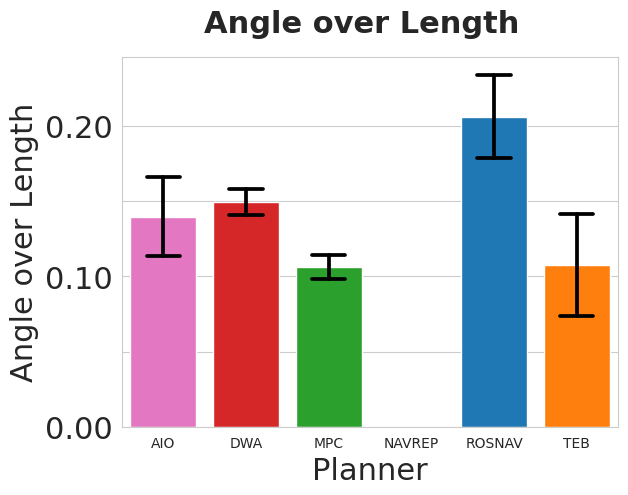 Angle over Length
Angle over Length
0.20
0.10
0.00
AIO DWA MPC NAVREP ROSNAV TEB
Planner